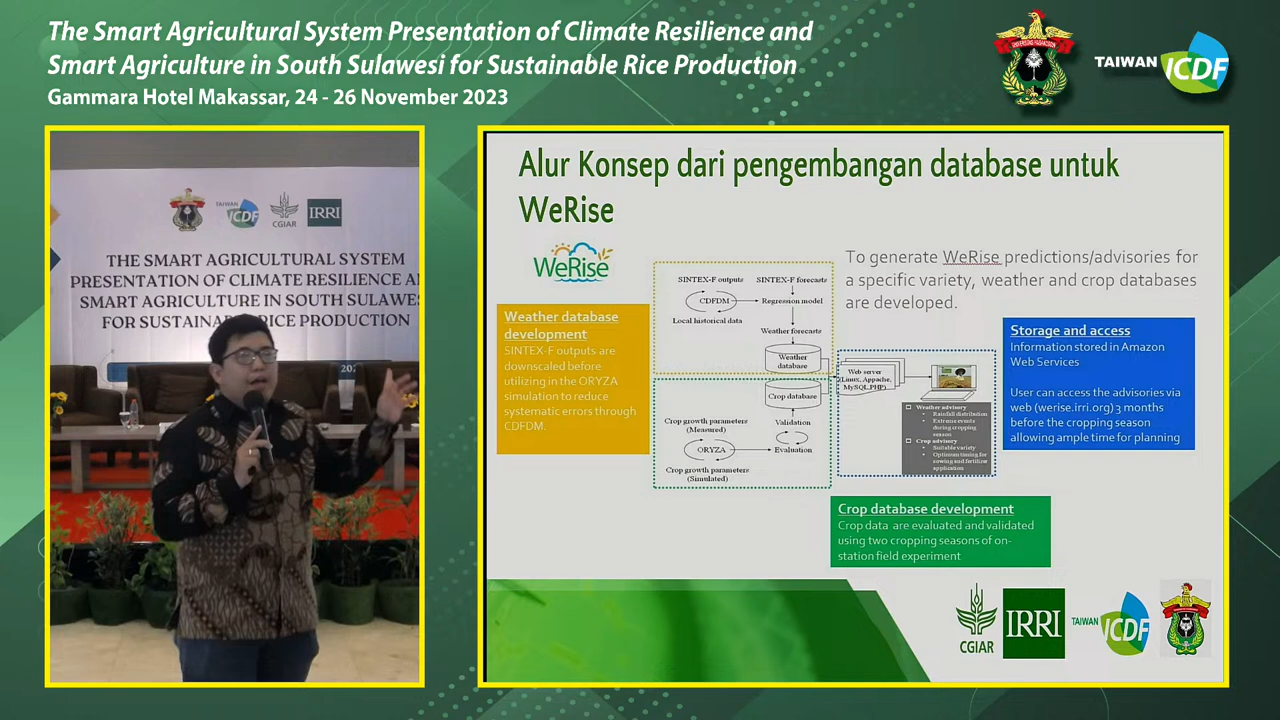 The Smart Agricultural System Presentation of Climate Resilience and
Smart Agriculture in South Sulawesi for Sustainable Rice Production
Gammara Hotel Makassar, 24 - 26 November 2023
UNIVERSITAS HASANUDDIN
TAIWAN ICDF
TAIWAN
ICDF
CGIAR
IRRI
THE SMART AGRICULTURAL SYSTEM
PRESENTATION OF CLIMATE RESILIENCE A
SMART AGRICULTURE IN SOUTH SULAWES
FOR SUSTAINA RICE PRODUCTION
202
Alur Konsep dari pengembangan database untuk
WeRise
WeRise
To generate WeRise predictions/advisories for
a specific variety, weather and crop databases
are developed.
Weather database
development
SINTEX-F outputs are
downscaled before
utilizing in the ORYZA
simulation to reduce
systematic errors through
CDFDM.
SINTEX-F outputs
SINTEX-F forecasts
CDFDM
Regression model
Local historical data
Weather forecasts
Weather
database
Crop database
Crop growth parameters
(Measured)
Validation
ORYZA
Evaluation
Crop growth parameters
(Simulated)
Web server
(Linux, Appache,
MySQL,PHP)
Weather advisory
Rainfall distribution
Extreme events
during cropping
season
Crop advisory
Suitable variety
Optimum timing for
sowing and fertilize
application
Storage and access
Information stored in Amazon
Web Services
User can access the advisories via
web (werise.irri.org) 3 months
before the cropping season
allowing ample time for planning
Crop database development
Crop data are evaluated and validated
using two cropping seasons of on-
station field experiment
CGIAR
IRRI
TAIWAN ICDF